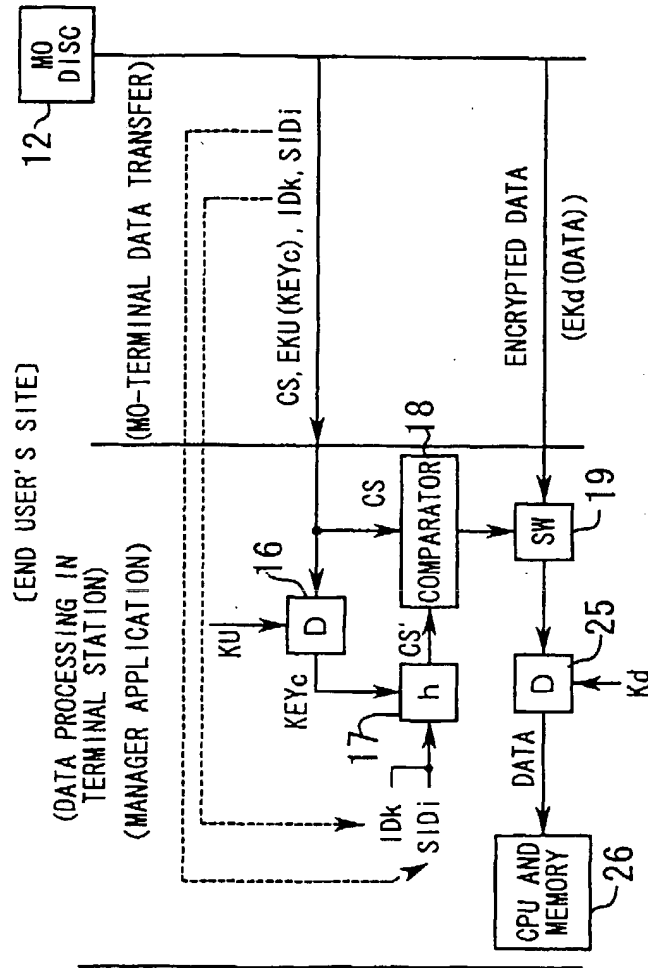 (END USER'S SITE)
(DATA PROCESSING IN
TERMINAL STATION)
(MANAGER APPLICATION)
(MO-TERMINAL DATA TRANSFER)
MO
DISC
12
CS, EKU(KEYc), IDk, SIDi
KU
16
D
KEYc
CS
17
h
CS'
18
COMPARATOR
IDk
SIDi
ENCRYPTED DATA
(EKd(DATA))
SW
19
D
25
Kd
DATA
CPU AND
MEMORY
26